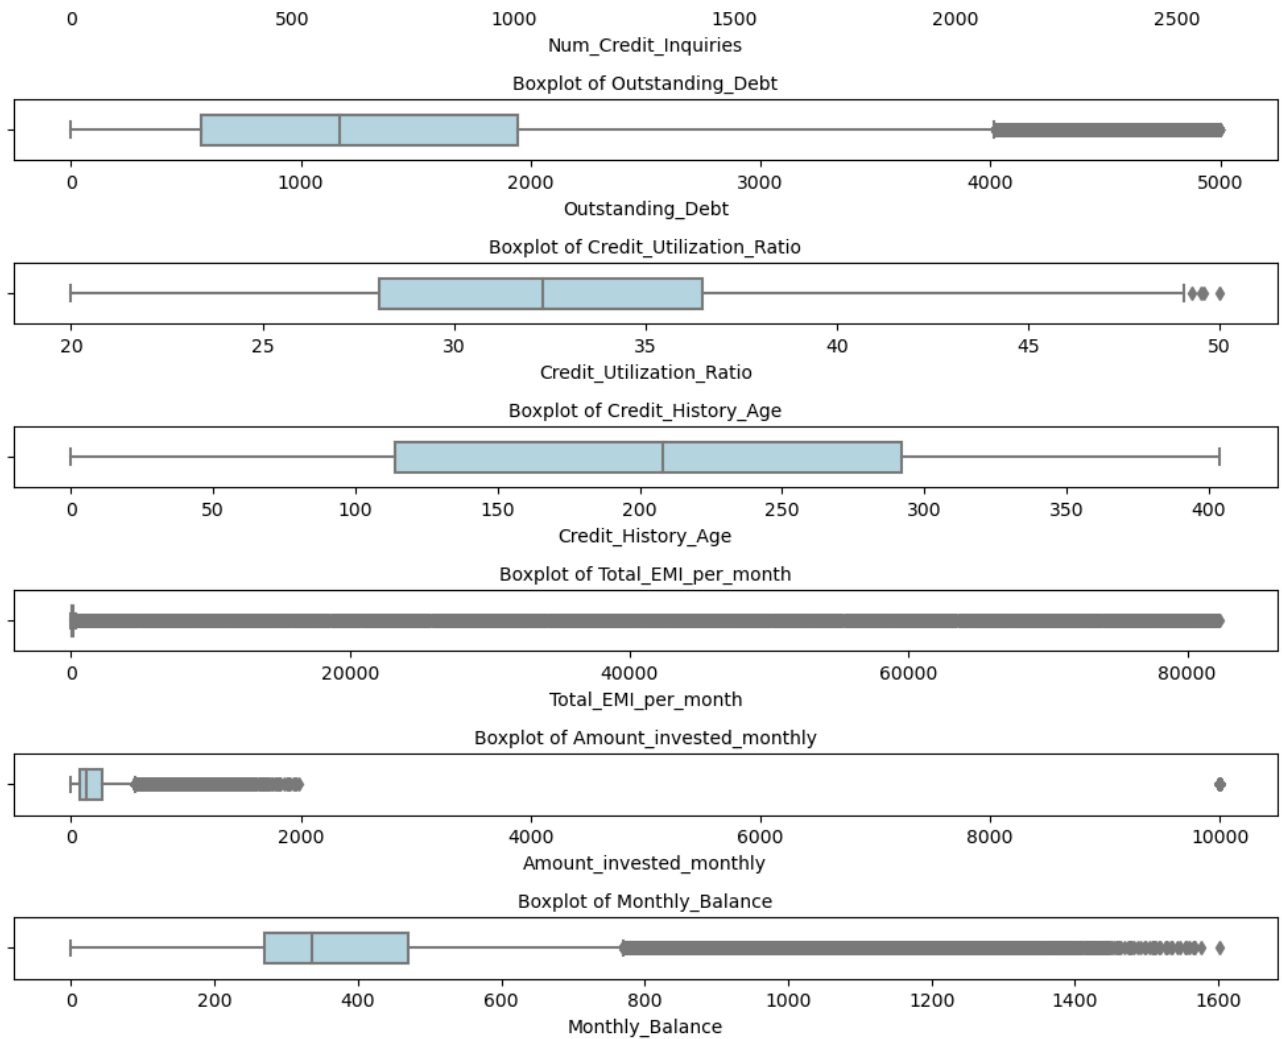 0 500 1000 1500 2000 2500
Num_Credit_Inquiries
Boxplot of Outstanding_Debt
0 1000 2000 3000 4000 5000
Outstanding_Debt
Boxplot of Credit_Utilization_Ratio
20 25 30 35 40 45 50
Credit_Utilization_Ratio
Boxplot of Credit_History_Age
0 50 100 150 200 250 300 350 400
Credit_History_Age
Boxplot of Total_EMI_per_month
0 20000 40000 60000 80000
Total_EMI_per_month
Boxplot of Amount_invested_monthly
0 2000 4000 6000 8000 10000
Amount_invested_monthly
Boxplot of Monthly_Balance
0 200 400 600 800 1000 1200 1400 1600
Monthly_Balance